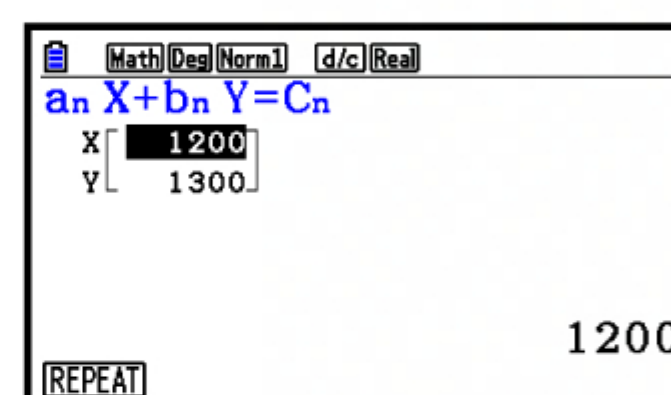 Math Deg Norm1 d/c Real
an X+bn Y=Cn
X 1200
Y 1300
1200
REPEAT